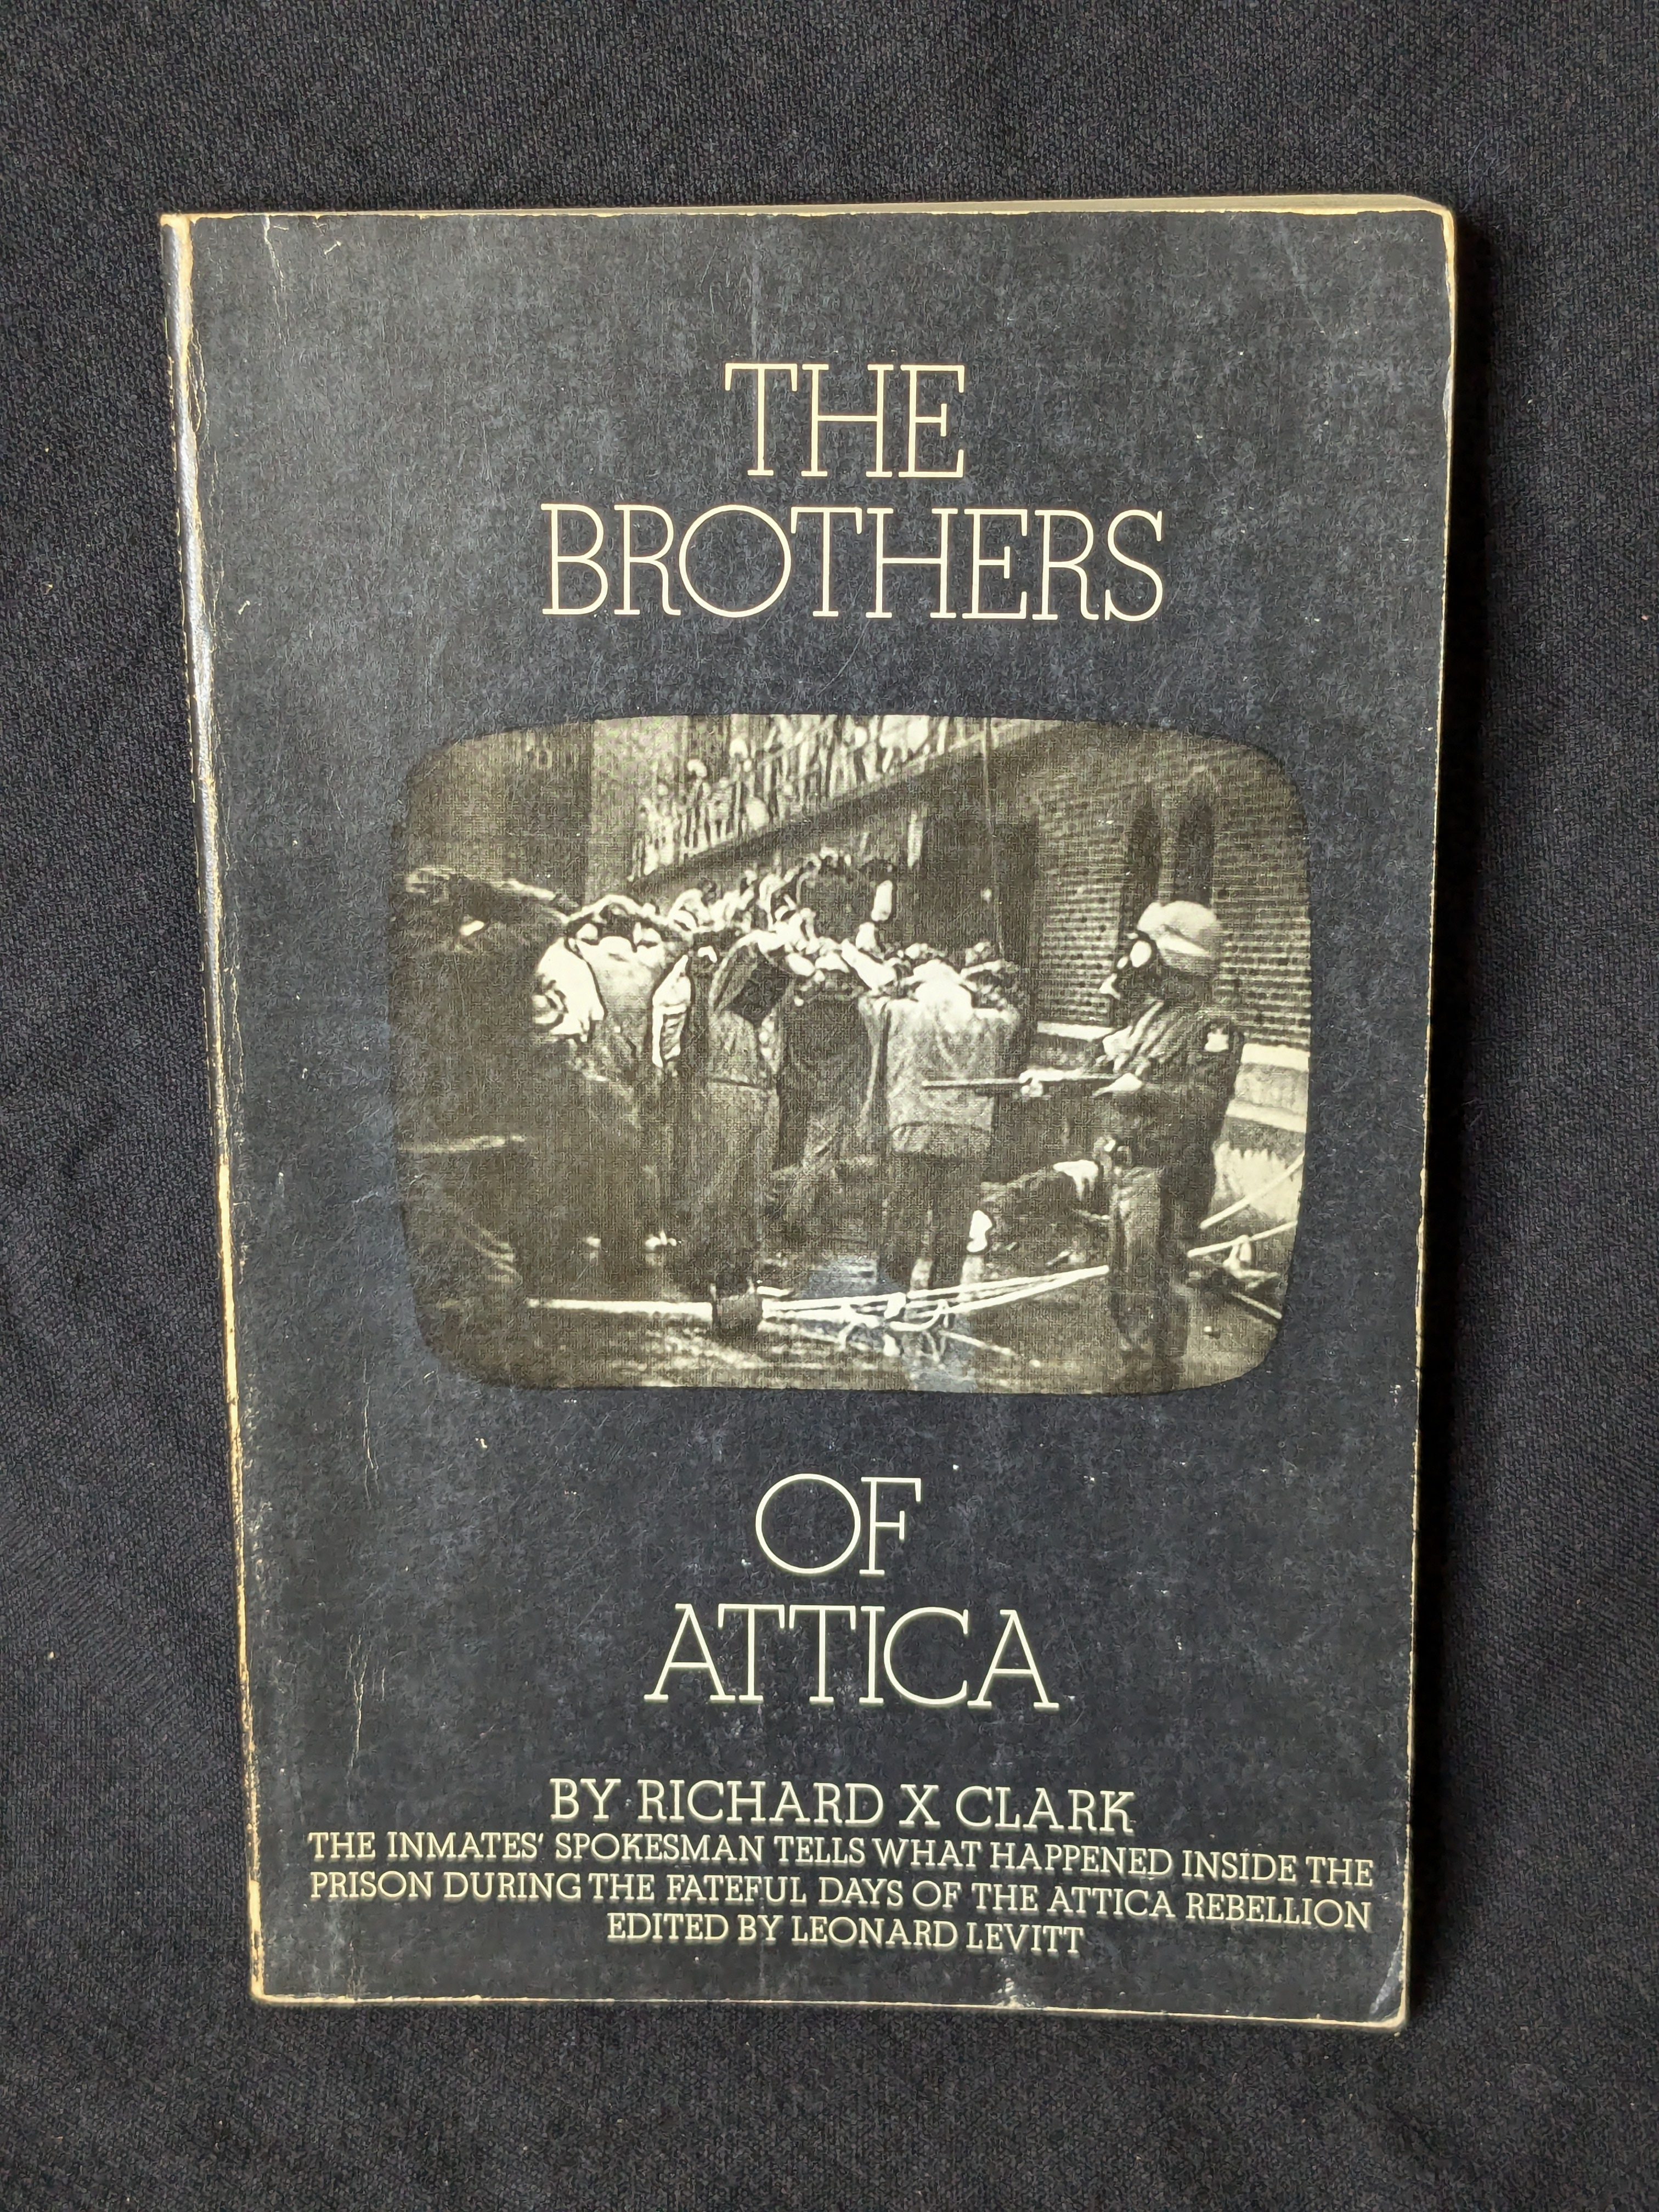 THE
BROTHERS
OF
ATTICA
BY RICHARD X CLARK
THE INMATES' SPOKESMAN TELLS WHAT HAPPENED INSIDE THE
PRISON DURING THE FATEFUL DAYS OF THE ATTICA REBELLION
EDITED BY LEONARD LEVITT